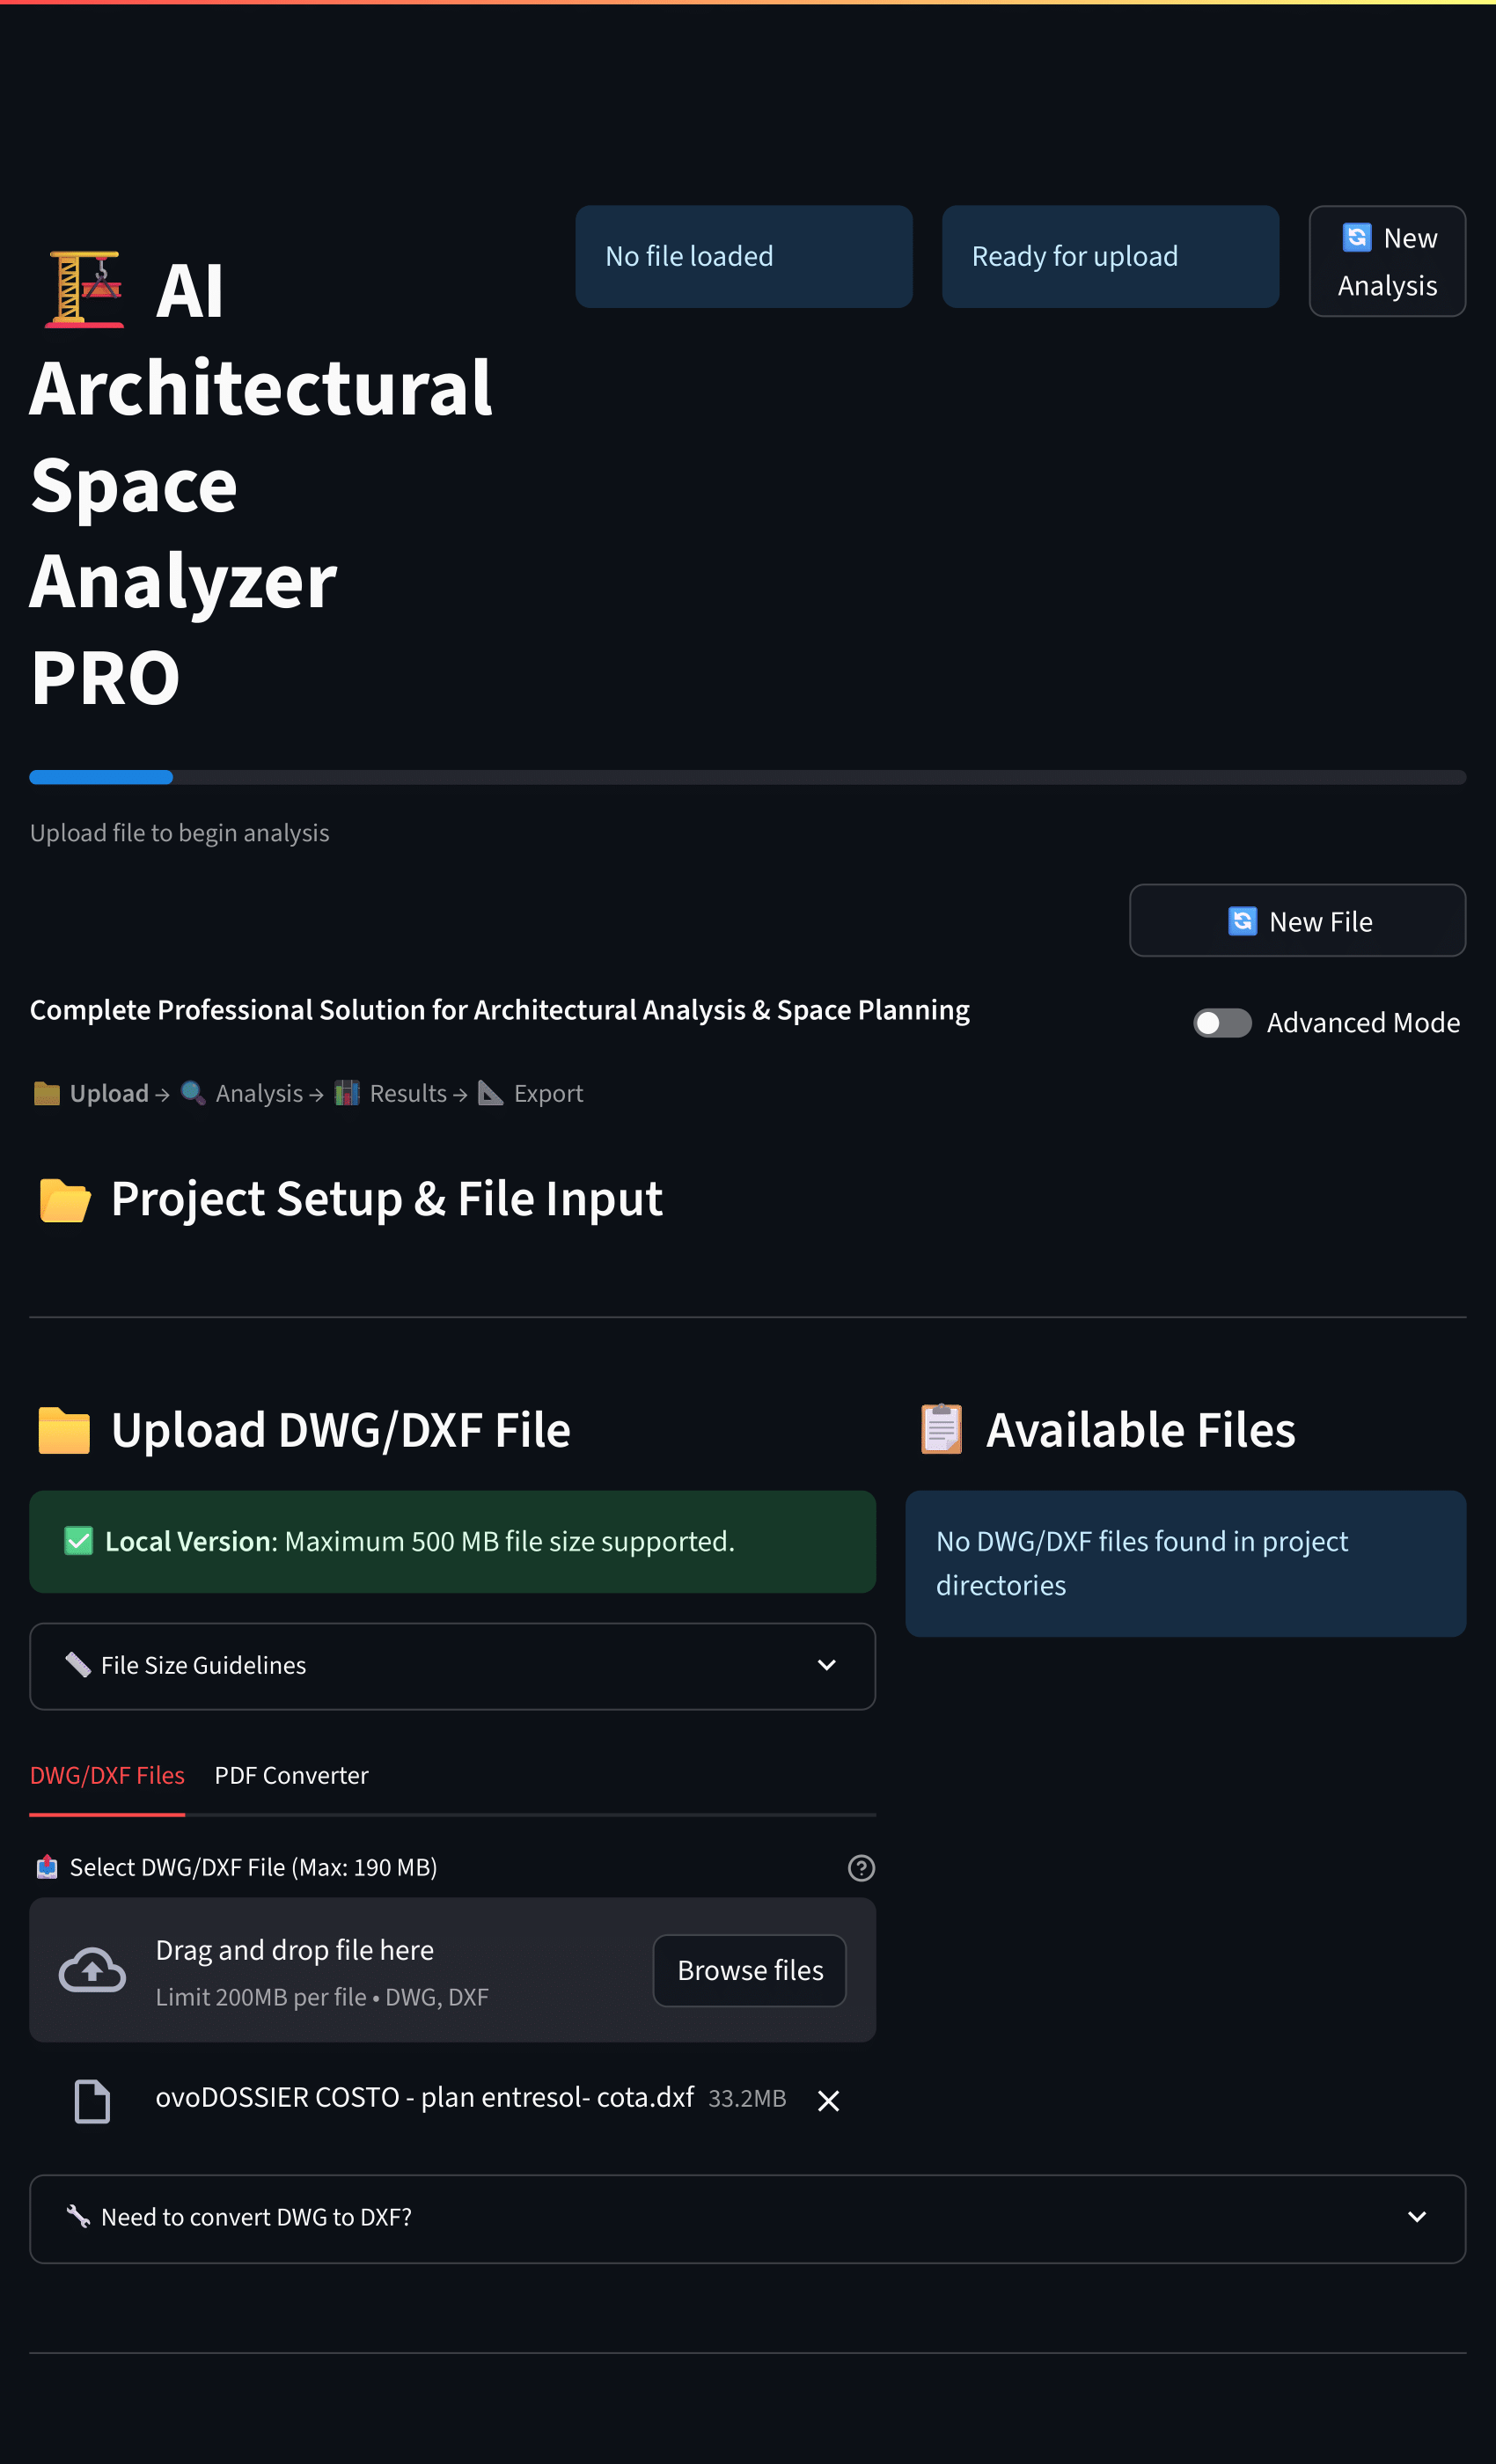 AI
Architectural
Space
Analyzer
PRO
No file loaded
Ready for upload
New
Analysis
Upload file to begin analysis
New File
Complete Professional Solution for Architectural Analysis & Space Planning
Advanced Mode
Upload → Analysis → Results → Export
Project Setup & File Input
Upload DWG/DXF File
Local Version: Maximum 500 MB file size supported.
File Size Guidelines
DWG/DXF Files
PDF Converter
Select DWG/DXF File (Max: 190 MB)
Drag and drop file here
Limit 200MB per file • DWG, DXF
Browse files
ovoDOSSIER COSTO - plan entresol- cota.dxf 33.2MB
Available Files
No DWG/DXF files found in project
directories
Need to convert DWG to DXF?